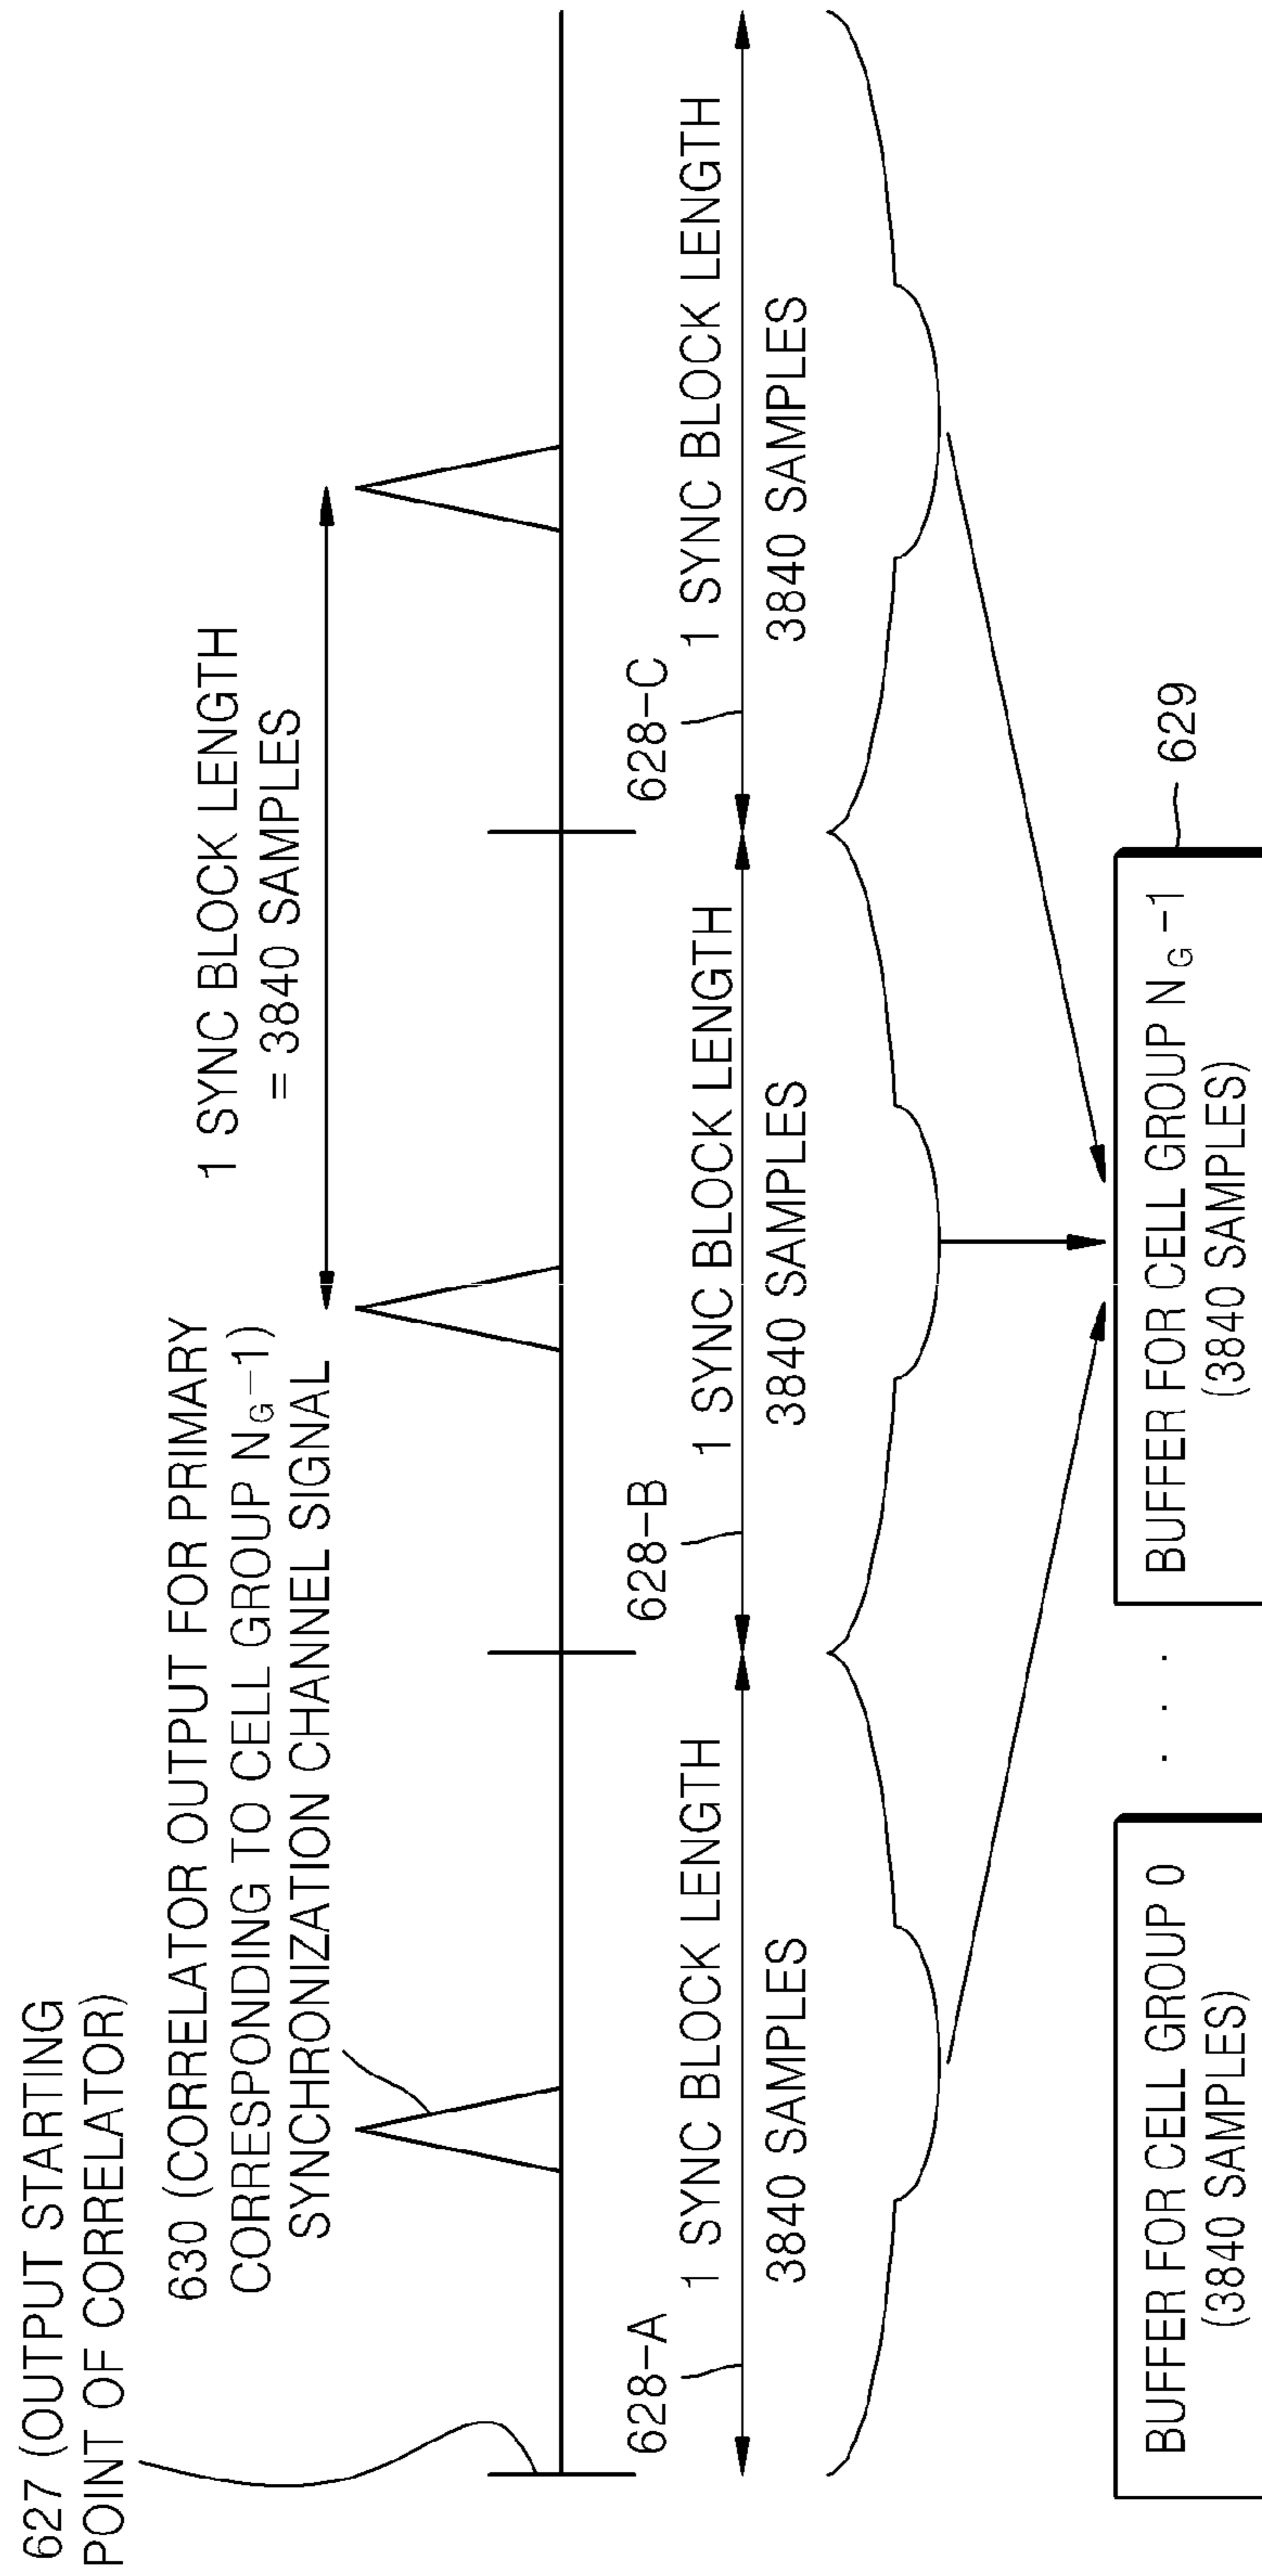 627 (OUTPUT STARTING
POINT OF CORRELATOR)
630 (CORRELATOR OUTPUT FOR PRIMARY
CORRESPONDING TO CELL GROUP N_G-1)
SYNCHRONIZATION CHANNEL SIGNAL
1 SYNC BLOCK LENGTH
= 3840 SAMPLES
628-A
1 SYNC BLOCK LENGTH
3840 SAMPLES
628-B
1 SYNC BLOCK LENGTH
3840 SAMPLES
628-C
1 SYNC BLOCK LENGTH
3840 SAMPLES
BUFFER FOR CELL GROUP 0
(3840 SAMPLES)
. . .
BUFFER FOR CELL GROUP N_G-1
(3840 SAMPLES)
629